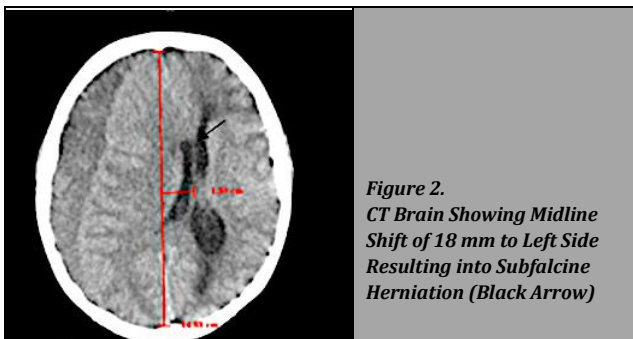 Figure 2.
CT Brain Showing Midline
Shift of 18 mm to Left Side
Resulting into Subfalcine
Herniation (Black Arrow)